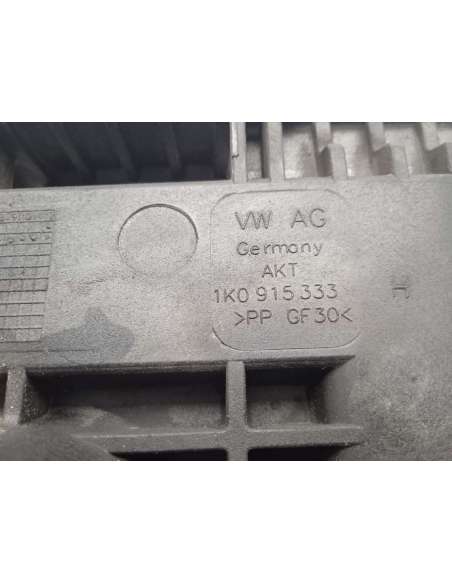 VW AG
Germany
AKT
1K0 915 333 H
>PP GF30<